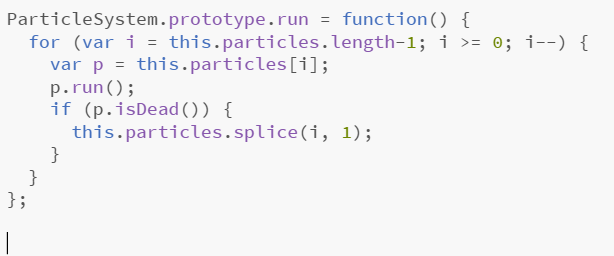 ParticleSystem.prototype.run = function() {
  for (var i = this.particles.length-1; i >= 0; i--) {
    var p = this.particles[i];
    p.run();
    if (p.isDead()) {
      this.particles.splice(i, 1);
    }
  }
};